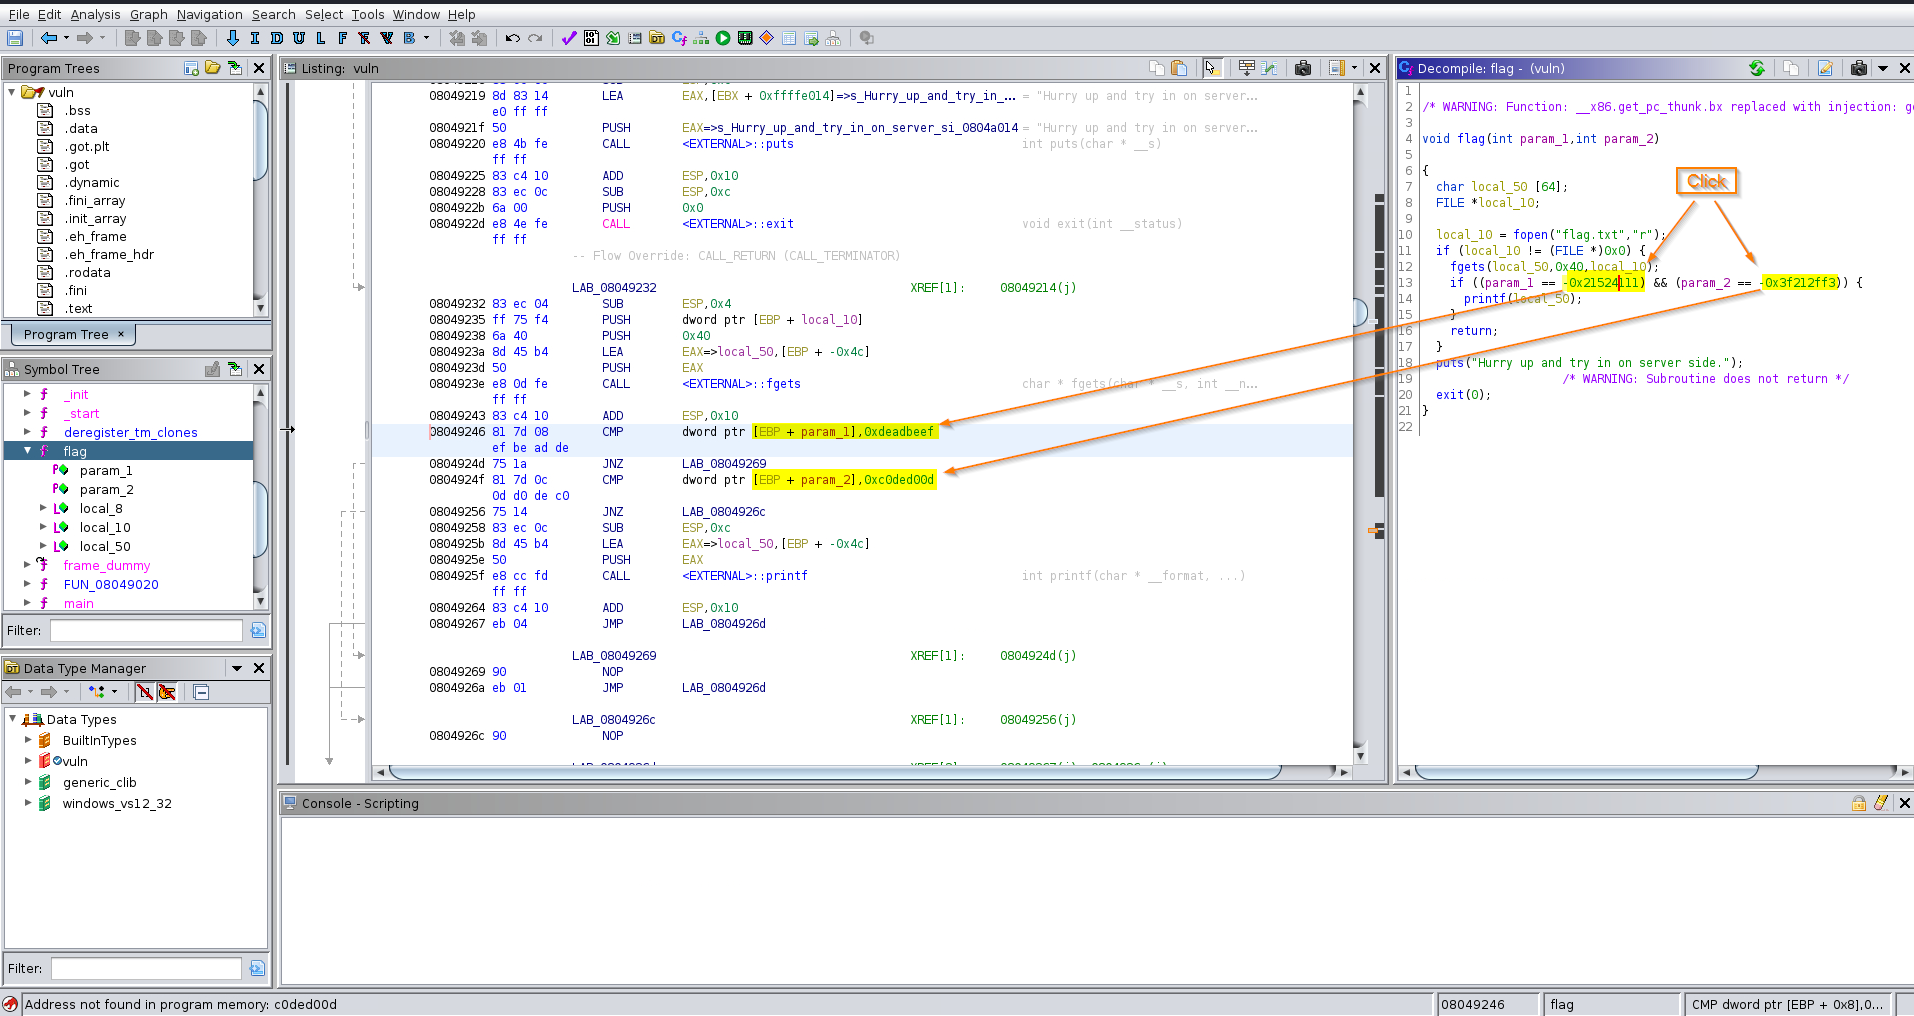 File Edit Analysis Graph Navigation Search Select Tools Window Help
I D U L F F V B
Program Trees
vuln
.bss
.data
.got.plt
.got
.dynamic
.fini_array
.init_array
.eh_frame
.eh_frame_hdr
.rodata
.fini
.text
Program Tree ×
Symbol Tree
_init
_start
deregister_tm_clones
flag
param_1
param_2
local_8
local_10
local_50
frame_dummy
FUN_08049020
main
Filter:
Data Type Manager
Data Types
BuiltInTypes
vuln
generic_clib
windows_vs12_32
Filter:
Listing: vuln
08049219 8d 83 14 LEA EAX,[EBX + 0xffffe014]=>s_Hurry_up_and_try_in_... = "Hurry up and try in on server...
e0 ff ff
0804921f 50 PUSH EAX=>s_Hurry_up_and_try_in_on_server_si_0804a014 = "Hurry up and try in on server...
08049220 e8 4b fe CALL <EXTERNAL>::puts int puts(char * __s)
ff ff
08049225 83 c4 10 ADD ESP,0x10
08049228 83 ec 0c SUB ESP,0xc
0804922b 6a 00 PUSH 0x0
0804922d e8 4e fe CALL <EXTERNAL>::exit void exit(int __status)
ff ff
-- Flow Override: CALL_RETURN (CALL_TERMINATOR)
LAB_08049232 XREF[1]: 08049214(j)
08049232 83 ec 04 SUB ESP,0x4
08049235 ff 75 f4 PUSH dword ptr [EBP + local_10]
08049238 6a 40 PUSH 0x40
0804923a 8d 45 b4 LEA EAX=>local_50,[EBP + -0x4c]
0804923d 50 PUSH EAX
0804923e e8 0d fe CALL <EXTERNAL>::fgets char * fgets(char * __s, int __n...
ff ff
08049243 83 c4 10 ADD ESP,0x10
08049246 81 7d 08 CMP dword ptr [EBP + param_1],0xdeadbeef
ef be ad de
0804924d 75 1a JNZ LAB_08049269
0804924f 81 7d 0c CMP dword ptr [EBP + param_2],0xc0ded00d
0d d0 de c0
08049256 75 14 JNZ LAB_0804926c
08049258 83 ec 0c SUB ESP,0xc
0804925b 8d 45 b4 LEA EAX=>local_50,[EBP + -0x4c]
0804925e 50 PUSH EAX
0804925f e8 cc fd CALL <EXTERNAL>::printf int printf(char * __format, ...)
ff ff
08049264 83 c4 10 ADD ESP,0x10
08049267 eb 04 JMP LAB_0804926d
LAB_08049269 XREF[1]: 0804924d(j)
08049269 90 NOP
0804926a eb 01 JMP LAB_0804926d
LAB_0804926c XREF[1]: 08049256(j)
0804926c 90 NOP
Decompile: flag - (vuln)
1
2 /* WARNING: Function: __x86.get_pc_thunk.bx replaced with injection: g
3
4 void flag(int param_1,int param_2)
5
6 {
7 char local_50 [64];
8 FILE *local_10;
9
10 local_10 = fopen("flag.txt","r");
11 if (local_10 != (FILE *)0x0) {
12 fgets(local_50,0x40,local_10);
13 if ((param_1 == -0x21524111) && (param_2 == -0x3f212ff3)) {
14 printf(local_50);
15 }
16 return;
17 }
18 puts("Hurry up and try in on server side.");
19 /* WARNING: Subroutine does not return */
20 exit(0);
21 }
22
Click
Console - Scripting
Address not found in program memory: c0ded00d
08049246
flag
CMP dword ptr [EBP + 0x8],0...